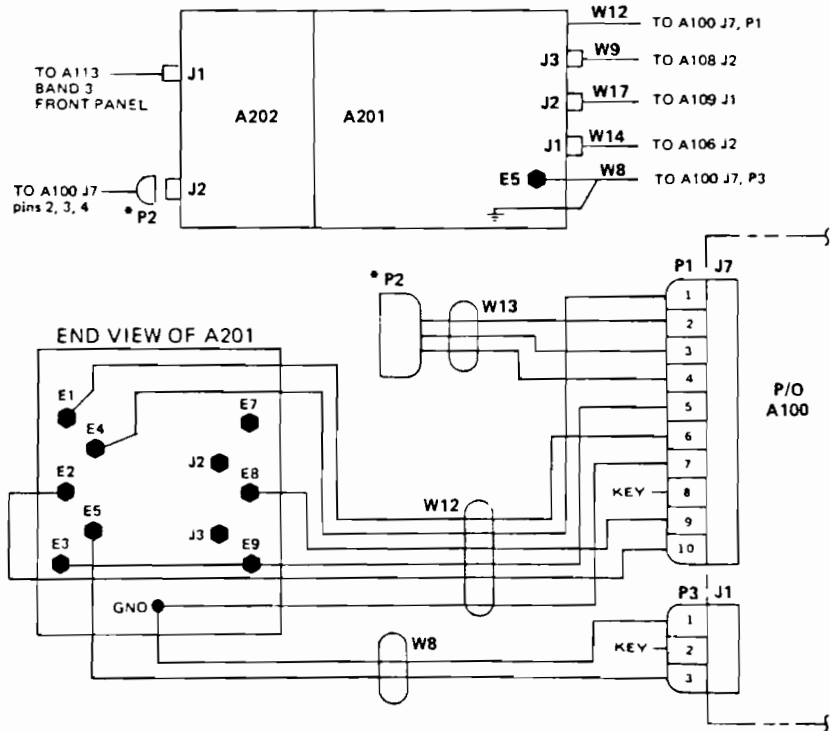 W12
TO A100 J7, P1
J3
W9
TO A108 J2
TO A113
BAND 3
FRONT PANEL
J1
A202
A201
J2
W17
TO A109 J1
J1
W14
TO A106 J2
TO A100 J7
pins 2, 3, 4
* P2
J2
E5
W8
TO A100 J7, P3
* P2
W13
P1
J7
1
2
3
4
5
6
7
KEY
8
9
10
P/O
A100
END VIEW OF A201
E1
E4
E7
J2
E2
E8
E5
J3
E3
E9
W12
GND
W8
P3
J1
1
KEY
2
3